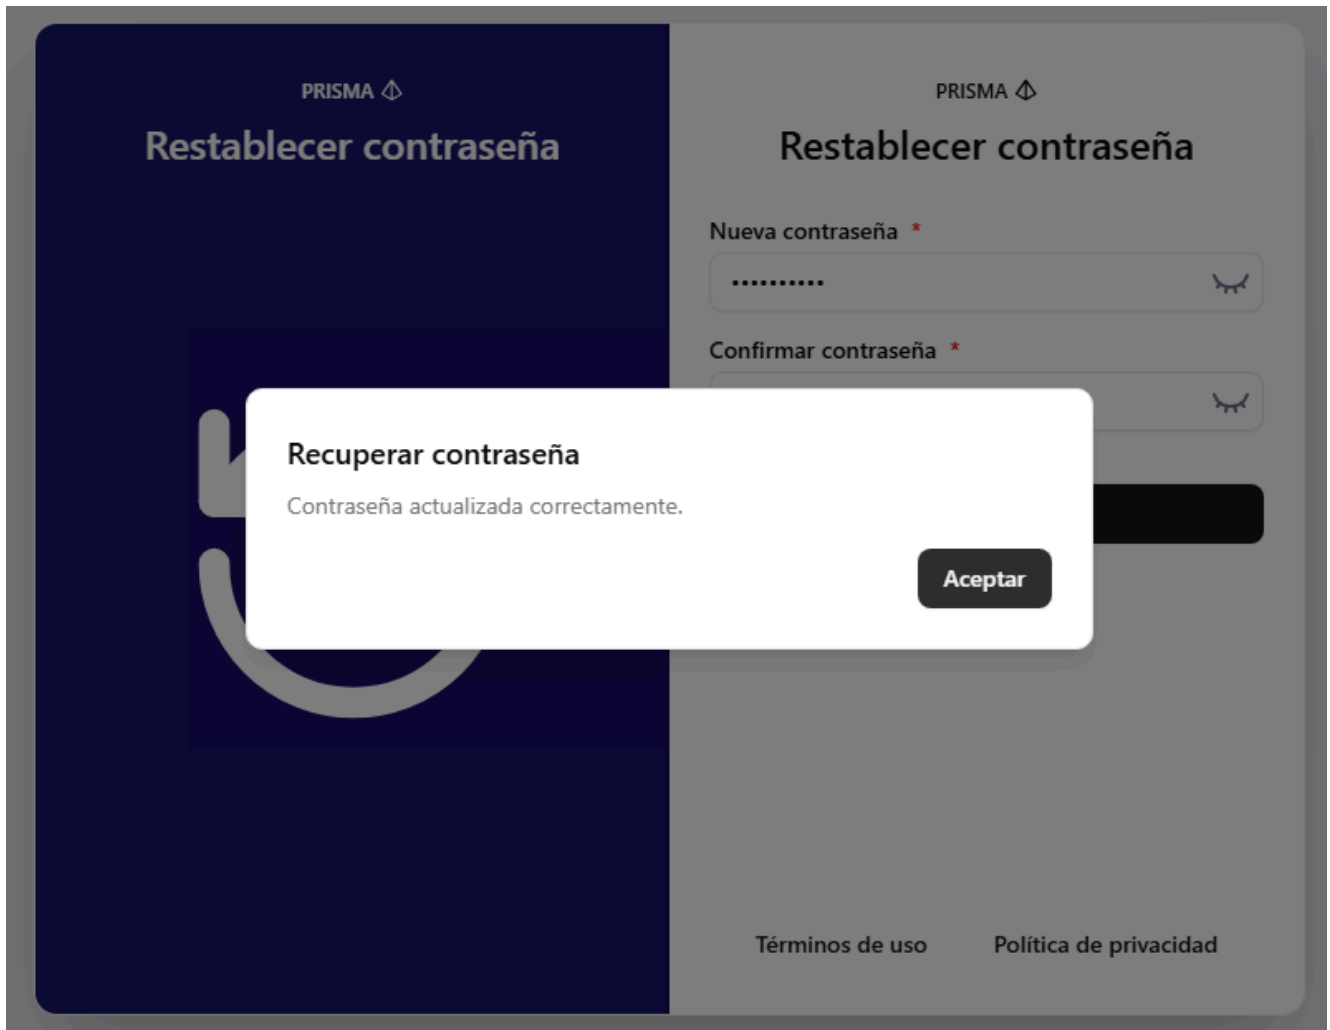 PRISMA
Restablecer contraseña
PRISMA
Restablecer contraseña
Nueva contraseña *
Confirmar contraseña *
Recuperar contraseña
Contraseña actualizada correctamente.
Aceptar
Términos de uso
Política de privacidad